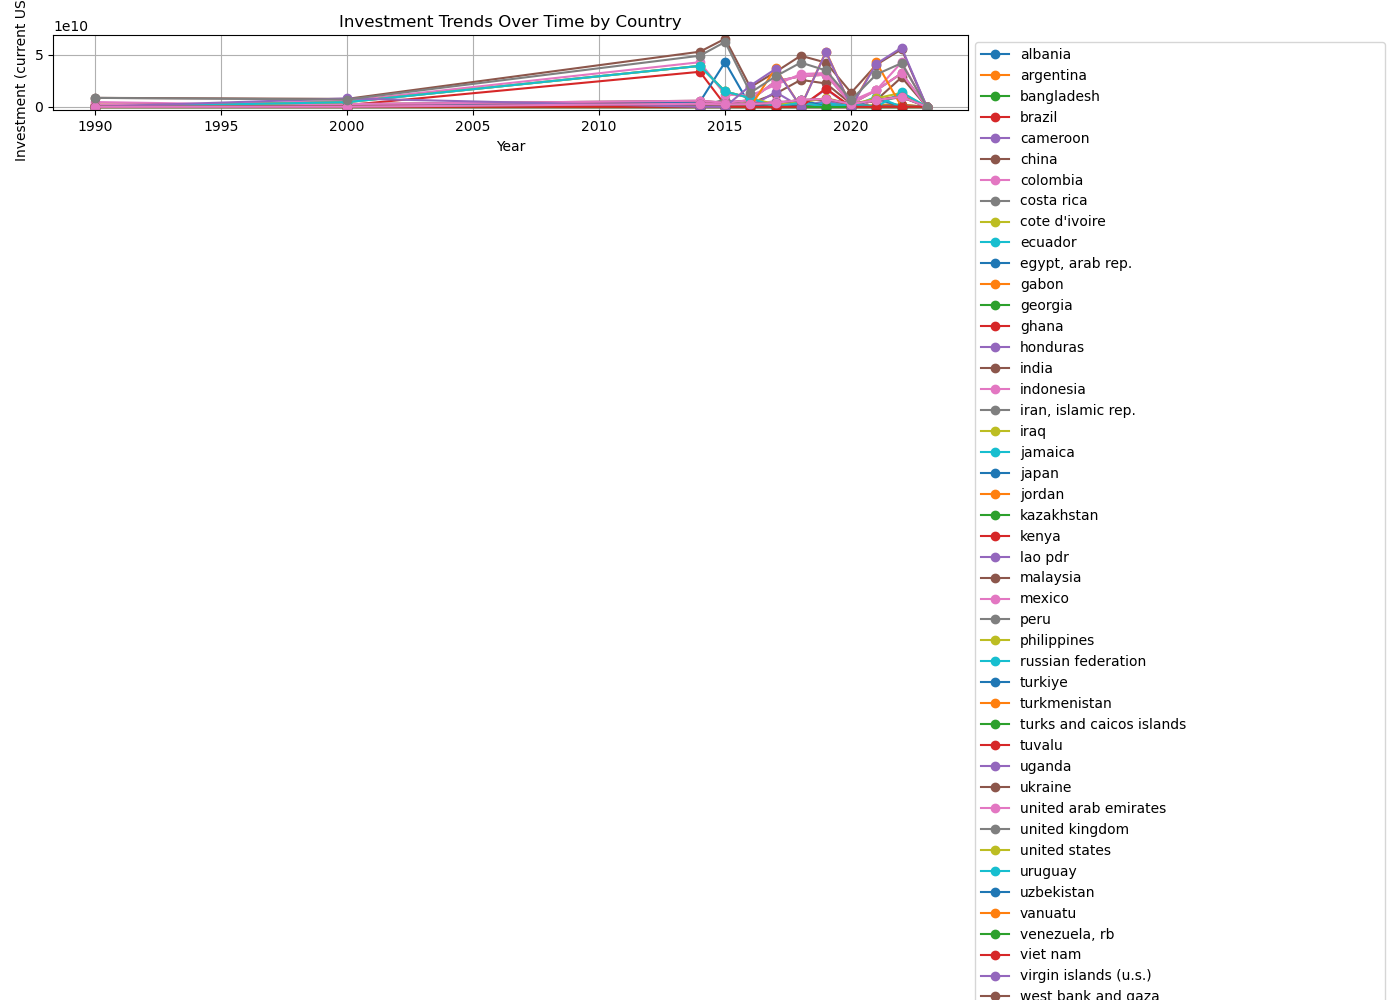 Investment Trends Over Time by Country
1e10
5
0
Investment (current US
1990
1995
2000
2005
2010
2015
2020
Year
albania
argentina
bangladesh
brazil
cameroon
china
colombia
costa rica
cote d'ivoire
ecuador
egypt, arab rep.
gabon
georgia
ghana
honduras
india
indonesia
iran, islamic rep.
iraq
jamaica
japan
jordan
kazakhstan
kenya
lao pdr
malaysia
mexico
peru
philippines
russian federation
turkiye
turkmenistan
turks and caicos islands
tuvalu
uganda
ukraine
united arab emirates
united kingdom
united states
uruguay
uzbekistan
vanuatu
venezuela, rb
viet nam
virgin islands (u.s.)
west bank and gaza